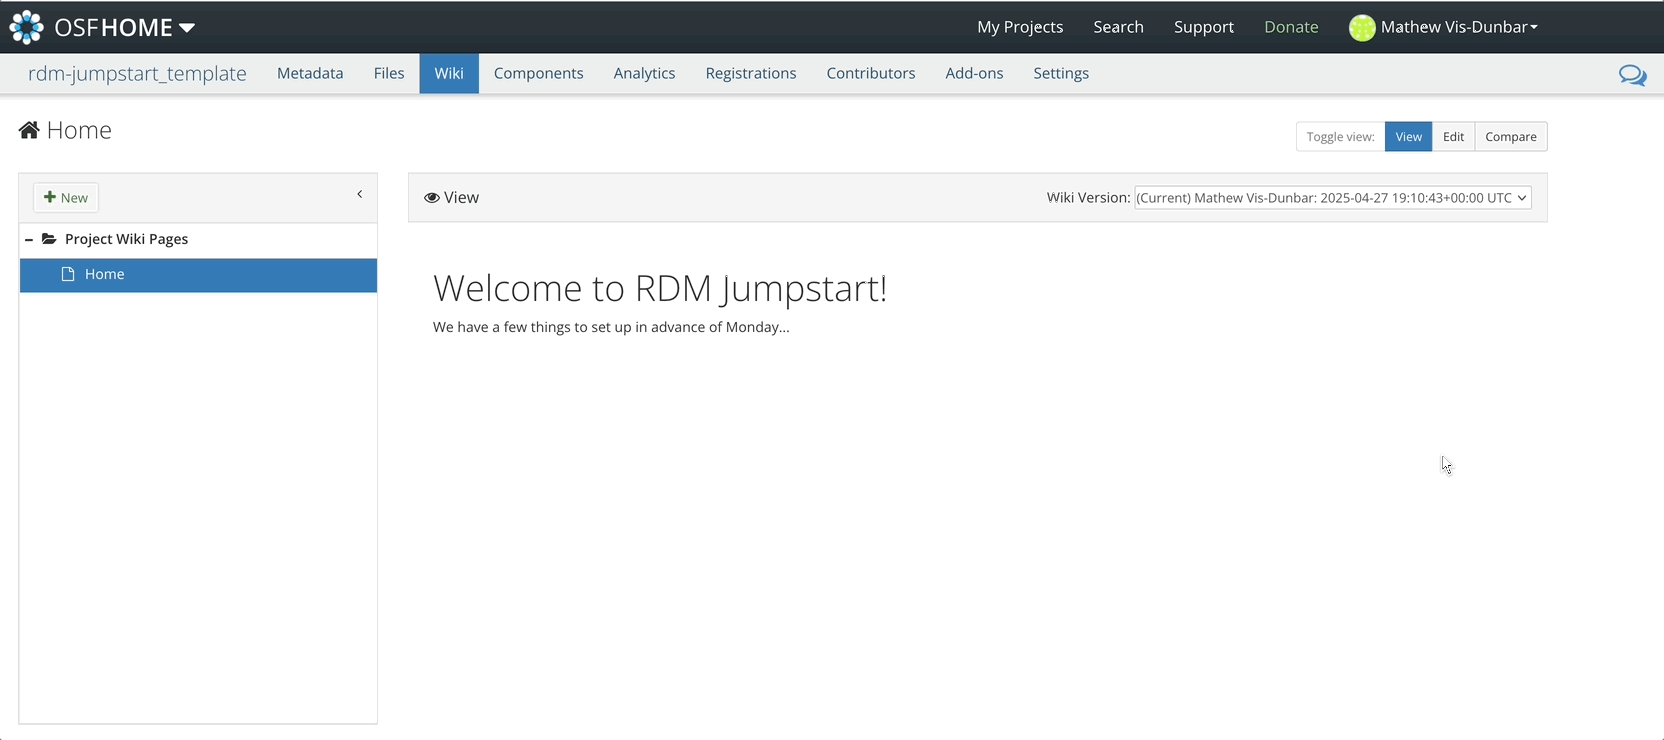 OSFHOME My Projects Search Support Donate Mathew Vis-Dunbar
rdm-jumpstart_template Metadata Files Wiki Components Analytics Registrations Contributors Add-ons Settings
Home
Toggle view: View Edit Compare
New
View Wiki Version: (Current) Mathew Vis-Dunbar: 2025-04-27 19:10:43+00:00 UTC
Project Wiki Pages
Home
Welcome to RDM Jumpstart!
We have a few things to set up in advance of Monday...